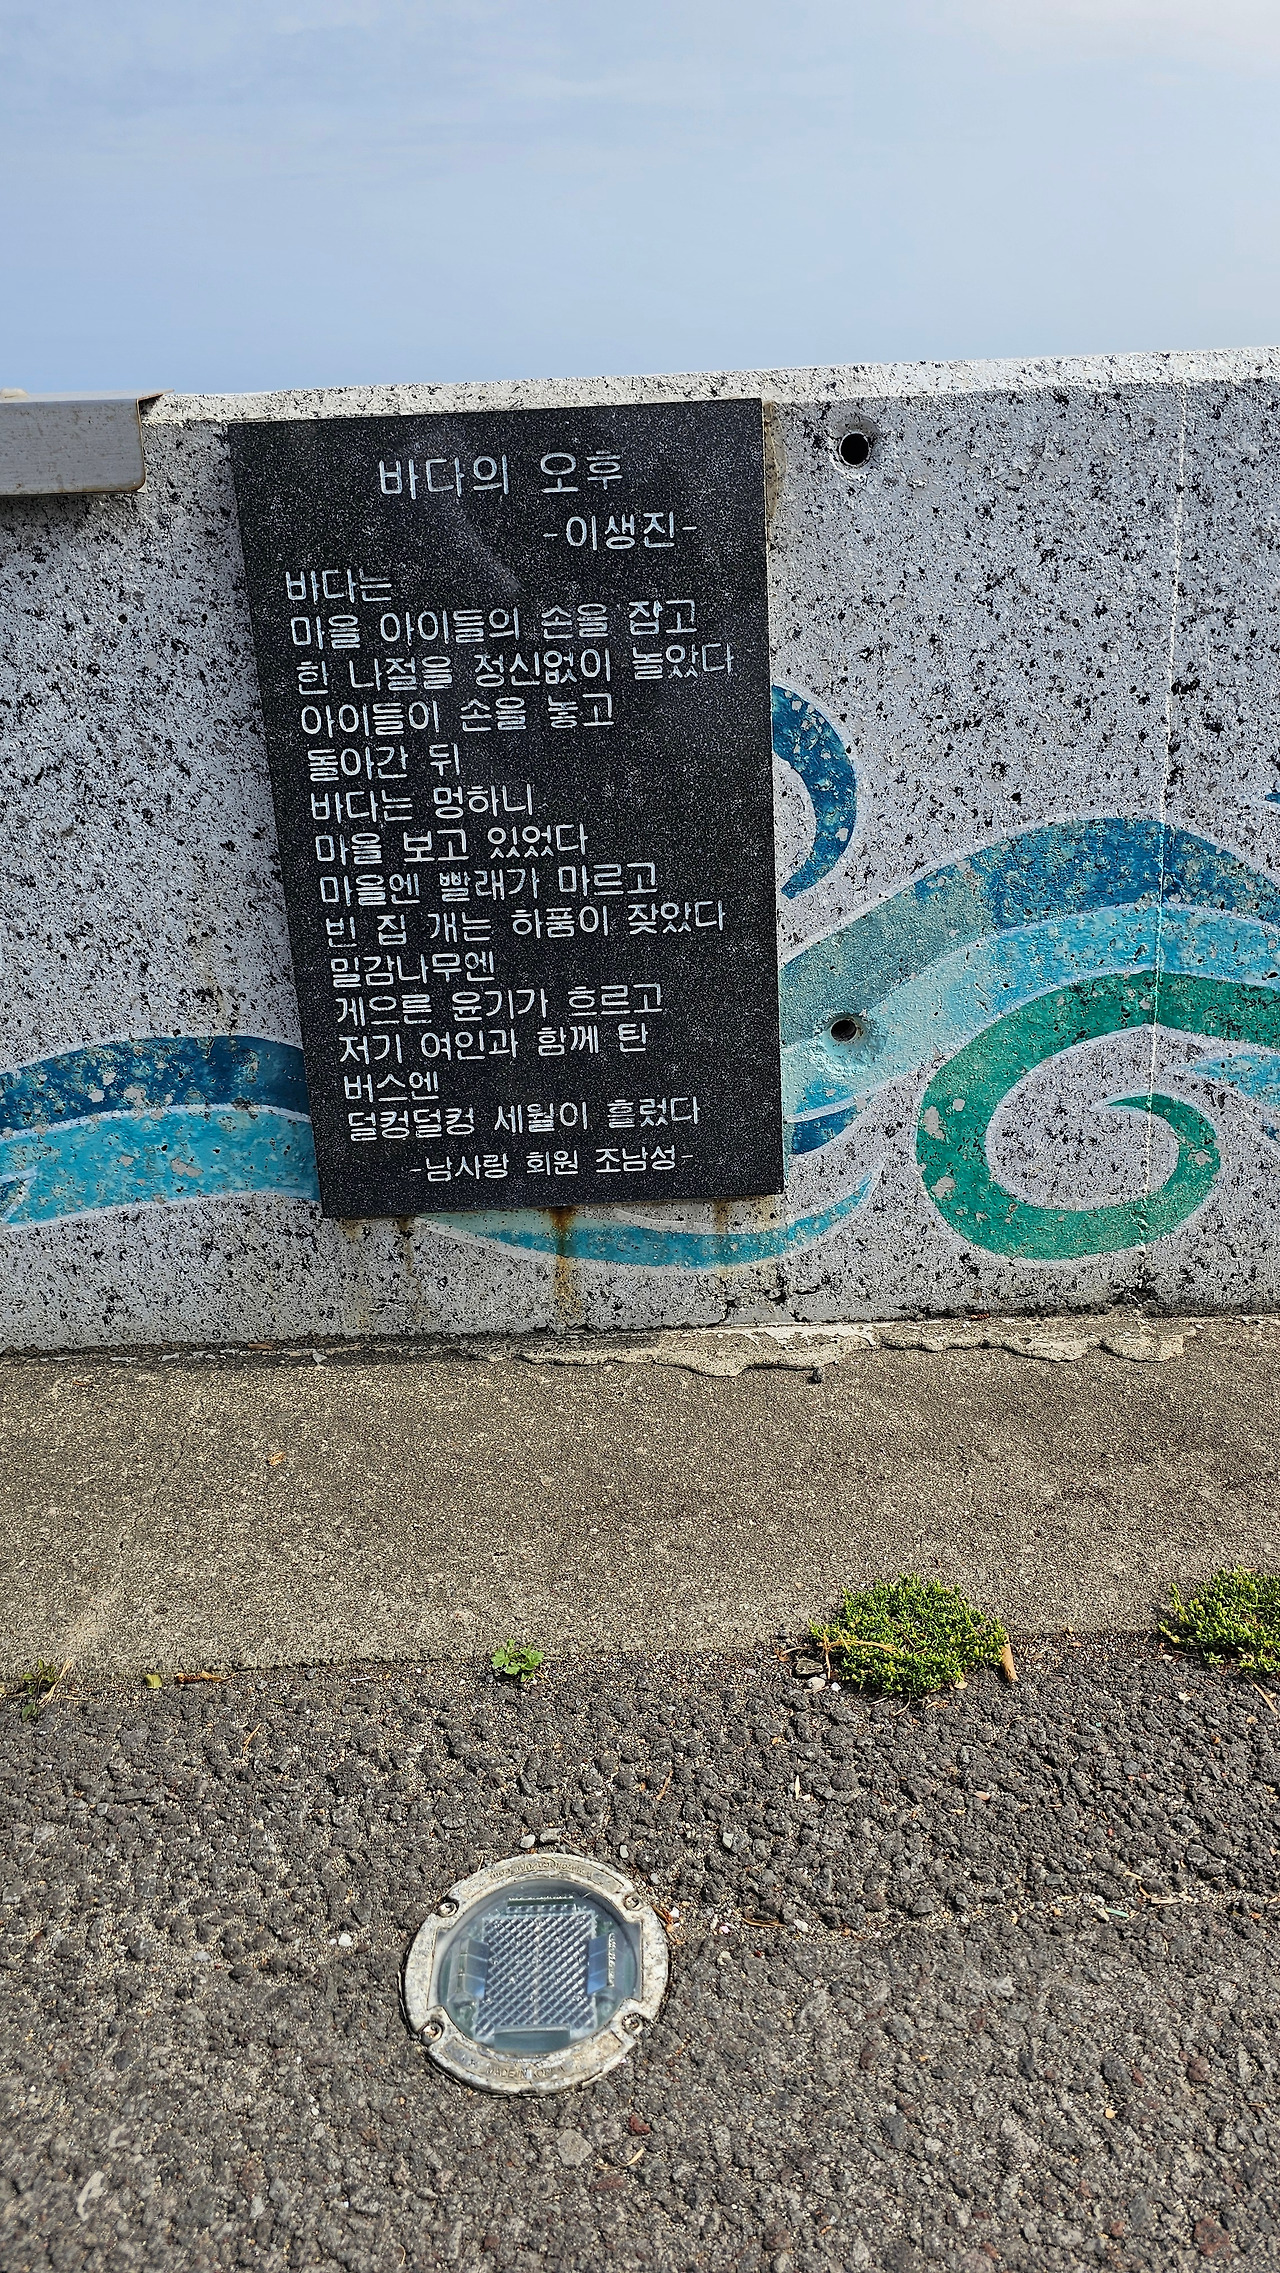 바다의 오후
-이생진-
바다는
마을 아이들의 손을 잡고
한 나절을 정신없이 놀았다
아이들이 손을 놓고
돌아간 뒤
바다는 멍하니
마을 보고 있었다
마을엔 빨래가 마르고
빈 집 개는 하품이 잦았다
밀감나무엔
게으른 윤기가 흐르고
저기 여인과 함께 탄
버스엔
덜컹덜컹 세월이 흘렀다
-남사랑 회원 조남성-
MADE IN KOREA